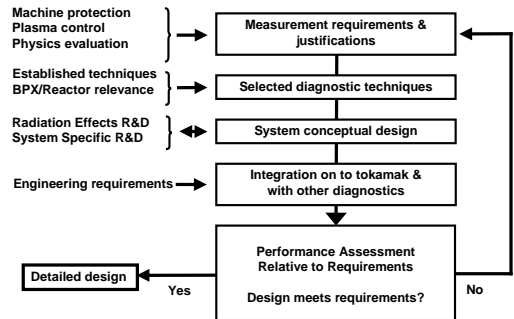 Machine protection
Plasma control
Physics evaluation
Measurement requirements &
justifications
Established techniques
BPX/Reactor relevance
Selected diagnostic techniques
Radiation Effects R&D
System Specific R&D
System conceptual design
Engineering requirements
Integration on to tokamak &
with other diagnostics
Performance Assessment
Relative to Requirements
Design meets requirements?
Detailed design
Yes
No